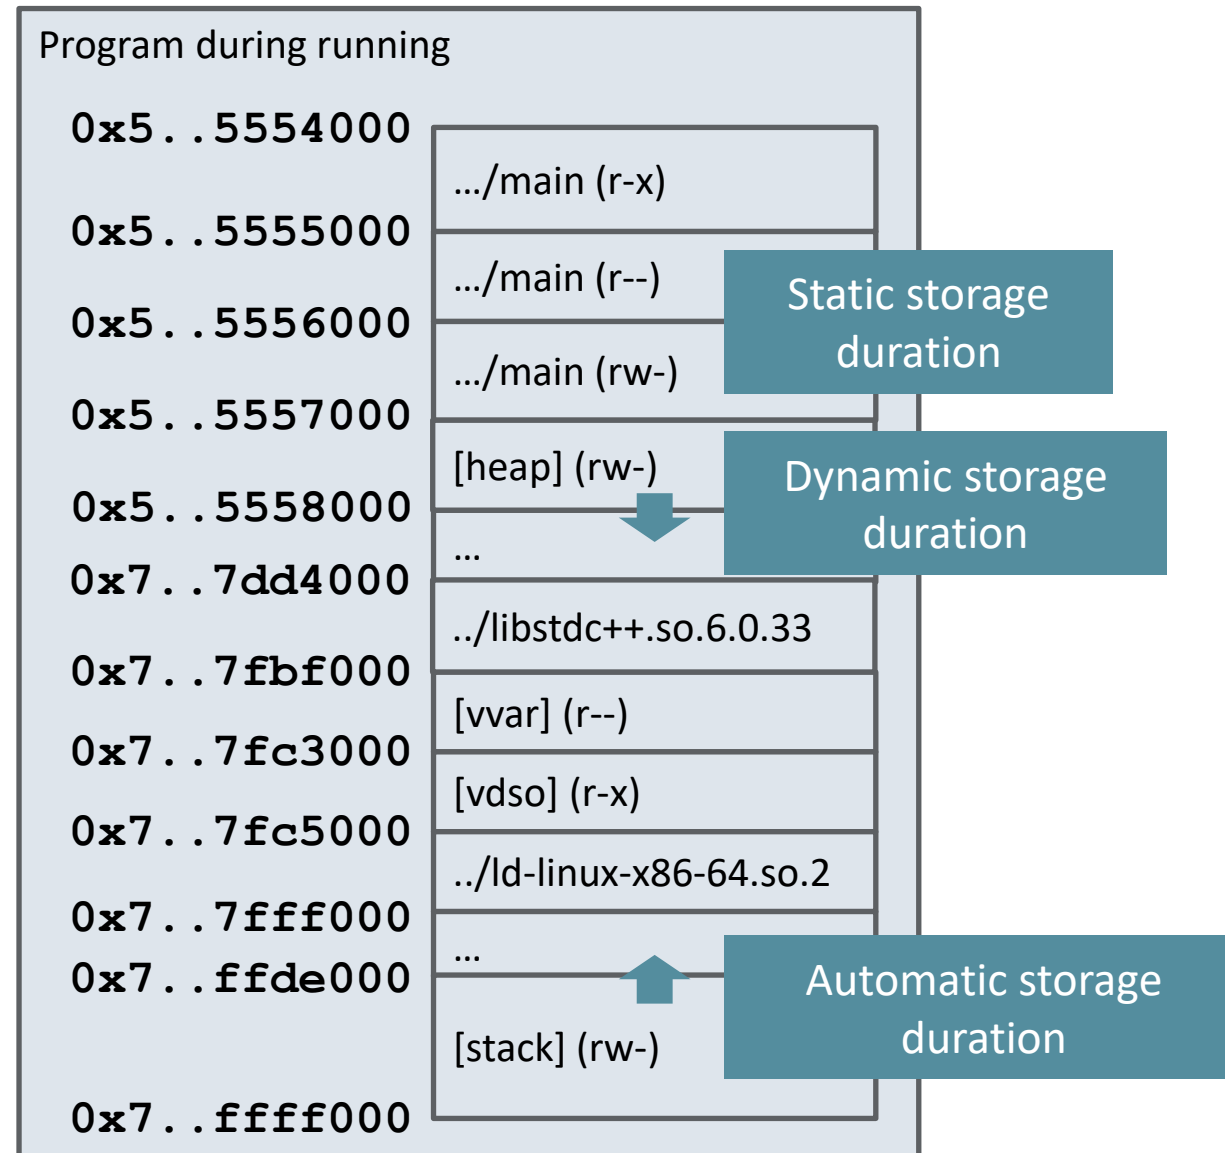 Program during running
0x5..5554000
…/main (r-x)
0x5..5555000
…/main (r--)
Static storage
duration
0x5..5556000
…/main (rw-)
0x5..5557000
[heap] (rw-)
Dynamic storage
duration
0x5..5558000
…
0x7..7dd4000
../libstdc++.so.6.0.33
0x7..7fbf000
[vvar] (r--)
0x7..7fc3000
[vdso] (r-x)
0x7..7fc5000
../ld-linux-x86-64.so.2
0x7..7fff000
…
0x7..ffde000
Automatic storage
duration
[stack] (rw-)
0x7..ffff000